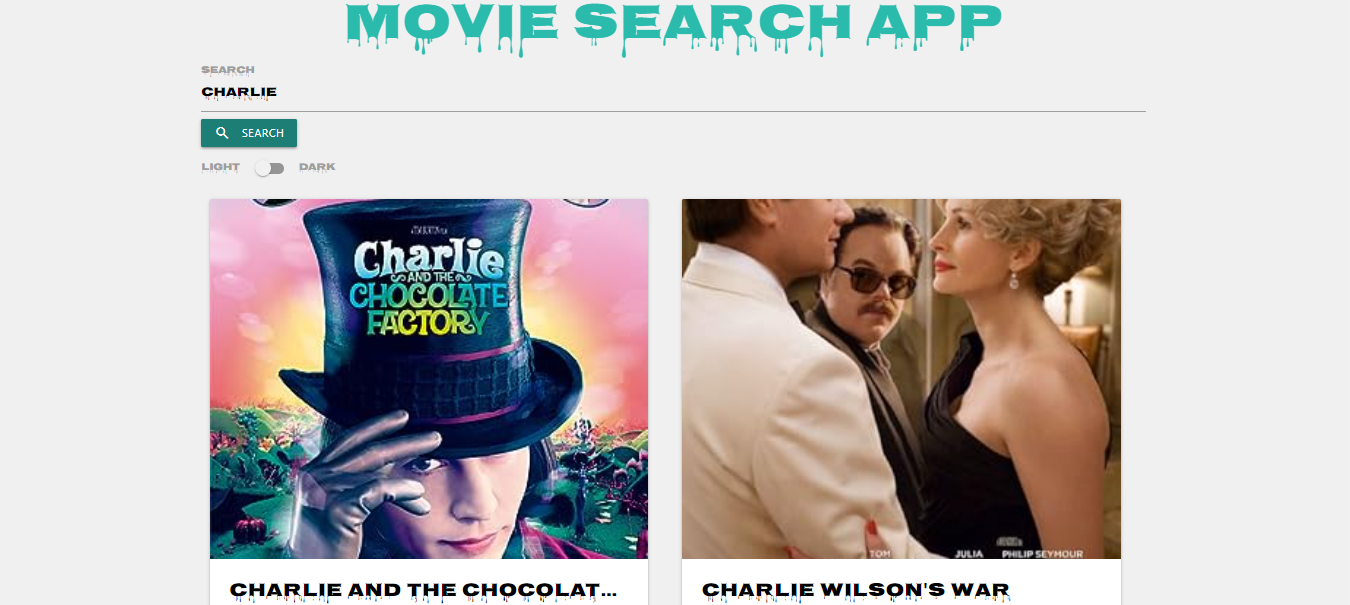 MOVIE SEARCH APP
SEARCH
CHARLIE
SEARCH
LIGHT DARK
Charlie
AND THE
CHOCOLATE
FACTORY
TOM JULIA PHILIP SEYMOUR
CHARLIE AND THE CHOCOLAT...
CHARLIE WILSON'S WAR